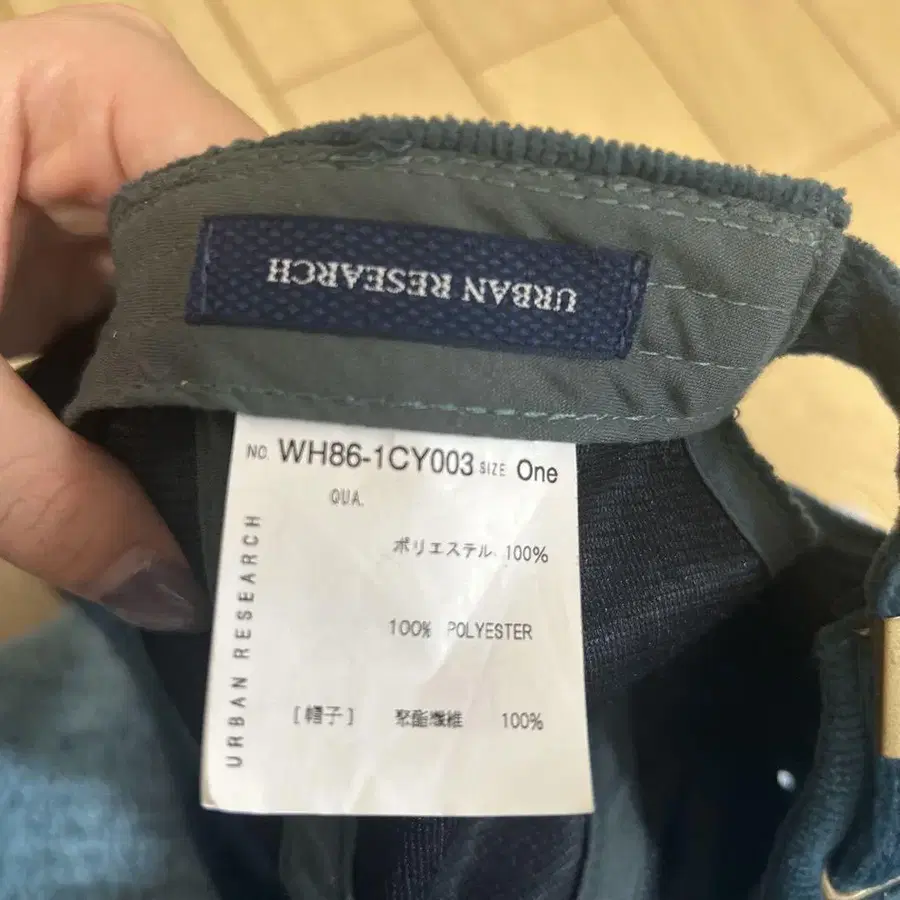 URBAN RESEARCH
NO. WH86-1CY003 SIZE One
QUA.
ポリエステル 100%
100% POLYESTER
[帽子] 聚酯纖維 100%
URBAN RESEARCH